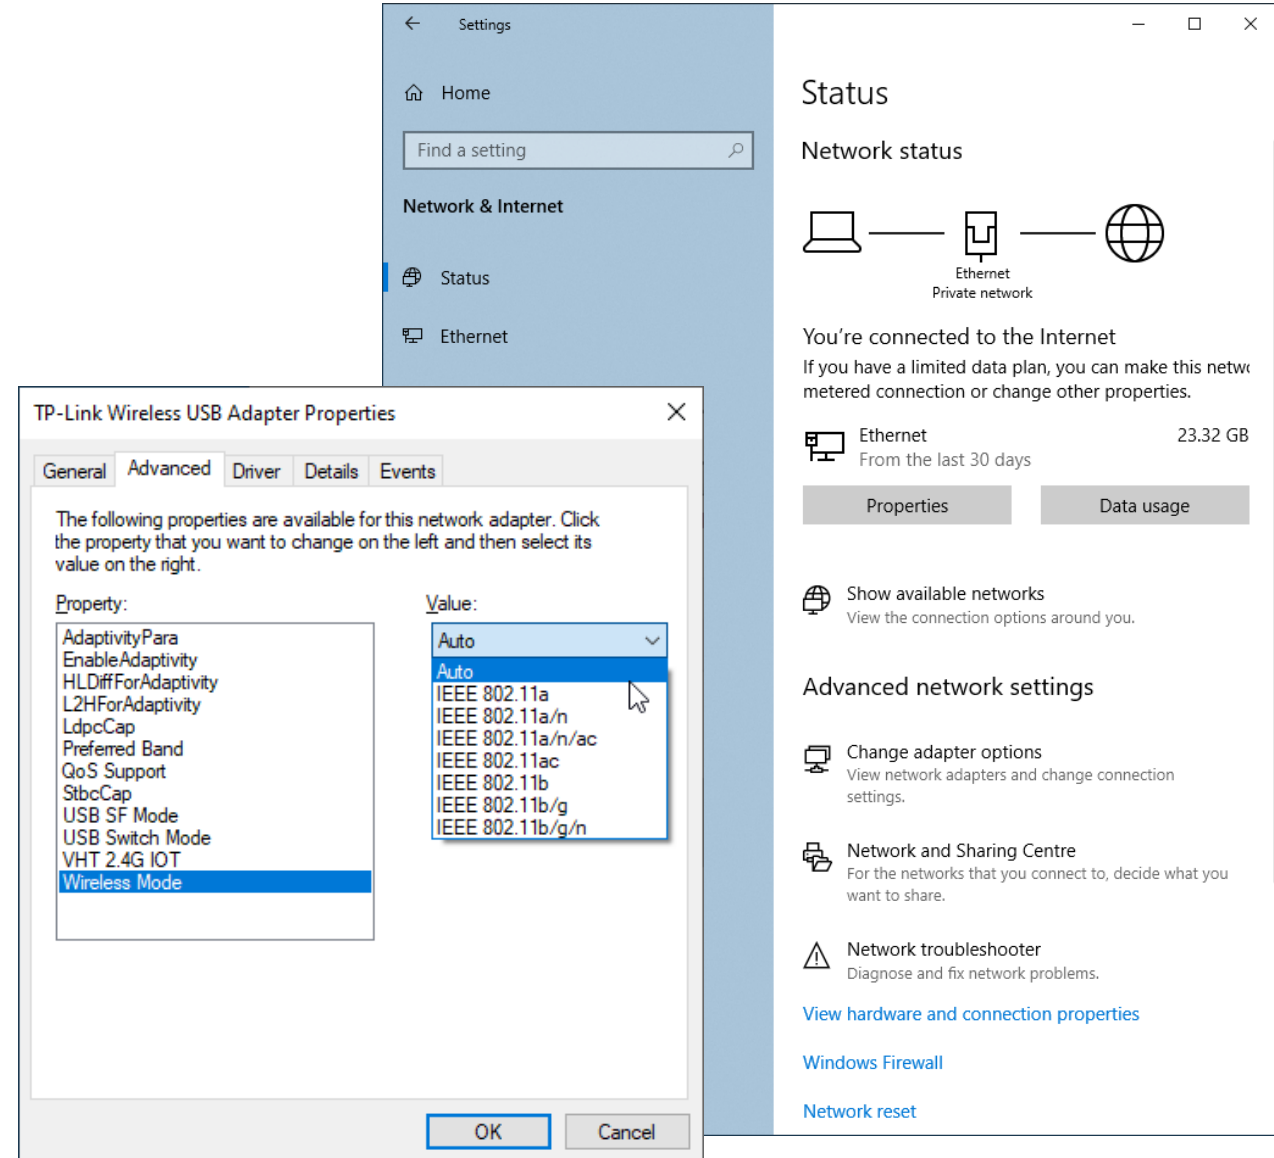 Settings
Home
Find a setting
Network & Internet
Status
Ethernet
Status
Network status
Ethernet
Private network
You're connected to the Internet
If you have a limited data plan, you can make this netwo
metered connection or change other properties.
Ethernet 23.32 GB
From the last 30 days
Properties Data usage
Show available networks
View the connection options around you.
Advanced network settings
Change adapter options
View network adapters and change connection
settings.
Network and Sharing Centre
For the networks that you connect to, decide what you
want to share.
Network troubleshooter
Diagnose and fix network problems.
View hardware and connection properties
Windows Firewall
Network reset
TP-Link Wireless USB Adapter Properties
General Advanced Driver Details Events
The following properties are available for this network adapter. Click
the property that you want to change on the left and then select its
value on the right.
Property:
AdaptivityPara
EnableAdaptivity
HLDiffForAdaptivity
L2HForAdaptivity
LdpcCap
Preferred Band
QoS Support
StbcCap
USB SF Mode
USB Switch Mode
VHT 2.4G IOT
Wireless Mode
Value:
Auto
Auto
IEEE 802.11a
IEEE 802.11a/n
IEEE 802.11a/n/ac
IEEE 802.11ac
IEEE 802.11b
IEEE 802.11b/g
IEEE 802.11b/g/n
OK Cancel